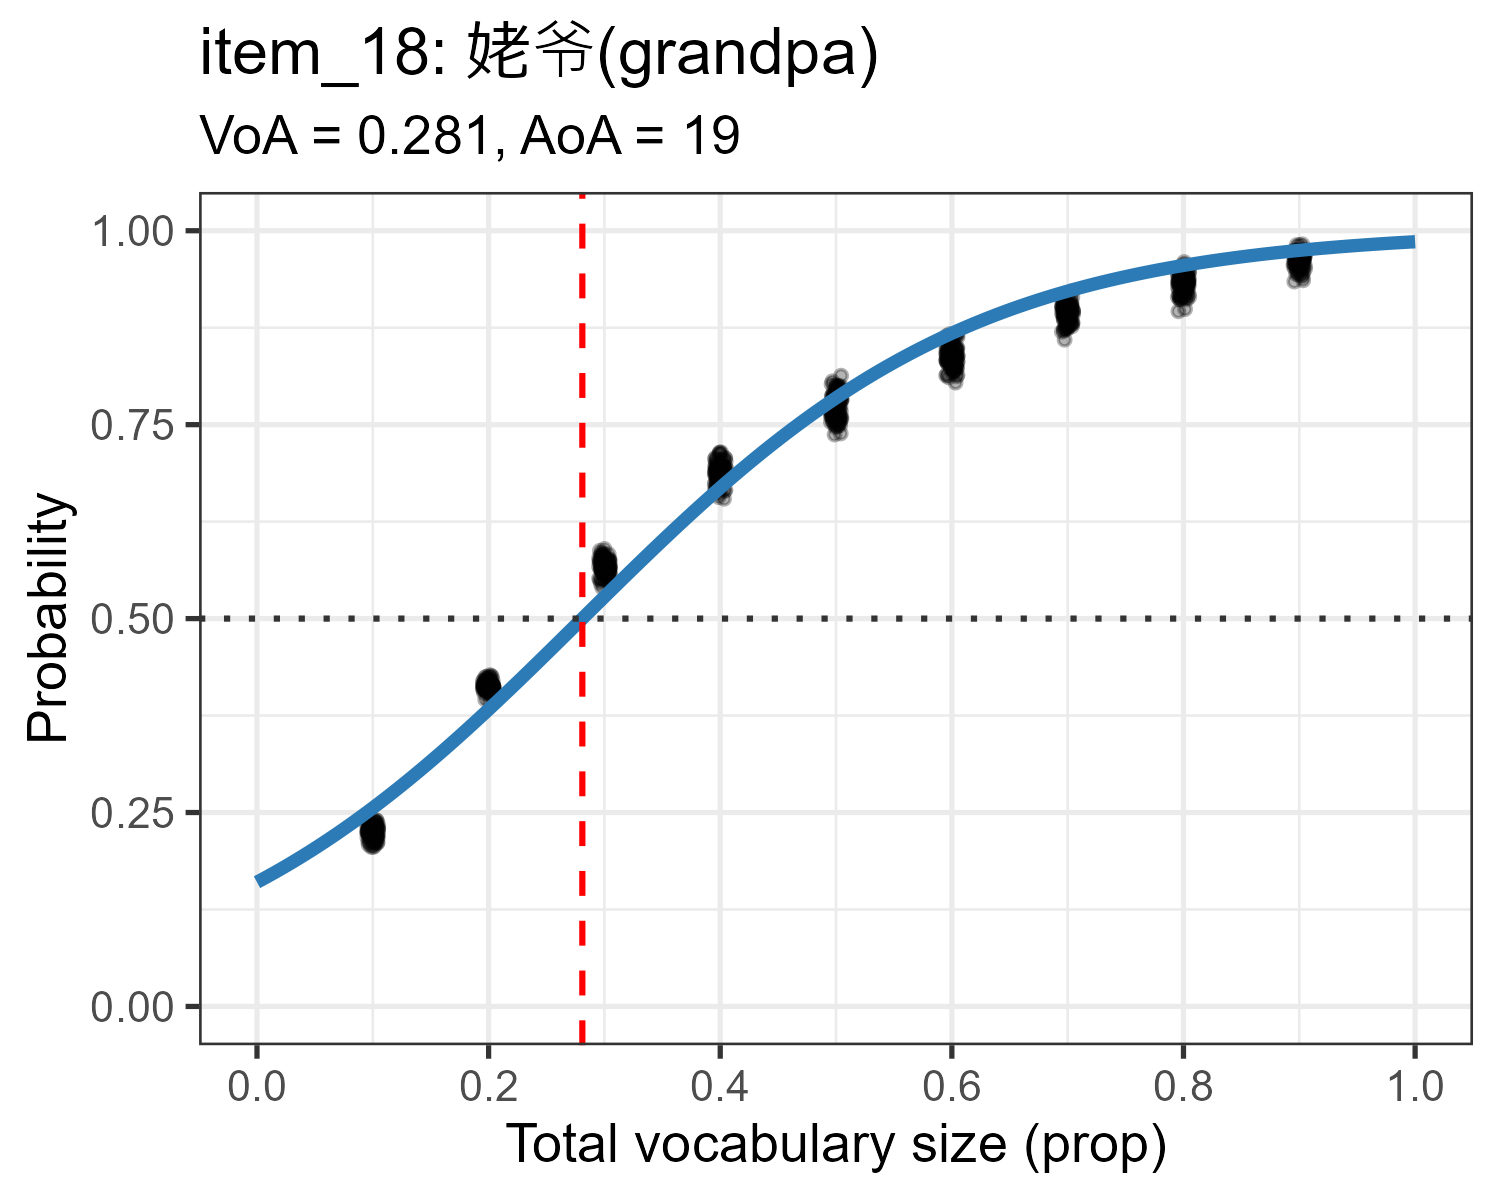 item_18: 姥爷(grandpa)
VoA = 0.281, AoA = 19
1.00
0.75
0.50
0.25
0.00
Probability
0.0 0.2 0.4 0.6 0.8 1.0
Total vocabulary size (prop)